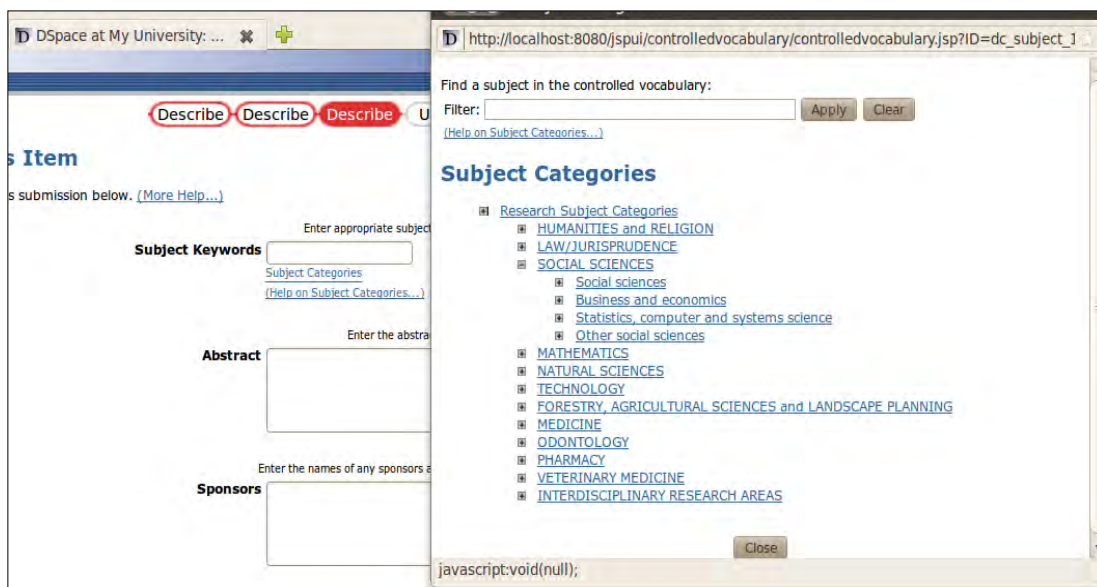 DSpace at My University: ...
Describe Describe Describe U
s Item
s submission below. (More Help...)
Enter appropriate subject
Subject Keywords
Subject Categories
(Help on Subject Categories...)
Enter the abstra
Abstract
Enter the names of any sponsors a
Sponsors
http://localhost:8080/jspui/controlledvocabulary/controlledvocabulary.jsp?ID=dc_subject_1
Find a subject in the controlled vocabulary:
Filter: Apply Clear
(Help on Subject Categories...)
Subject Categories
Research Subject Categories
HUMANITIES and RELIGION
LAW/JURISPRUDENCE
SOCIAL SCIENCES
Social sciences
Business and economics
Statistics, computer and systems science
Other social sciences
MATHEMATICS
NATURAL SCIENCES
TECHNOLOGY
FORESTRY, AGRICULTURAL SCIENCES and LANDSCAPE PLANNING
MEDICINE
ODONTOLOGY
PHARMACY
VETERINARY MEDICINE
INTERDISCIPLINARY RESEARCH AREAS
Close
javascript:void(null);